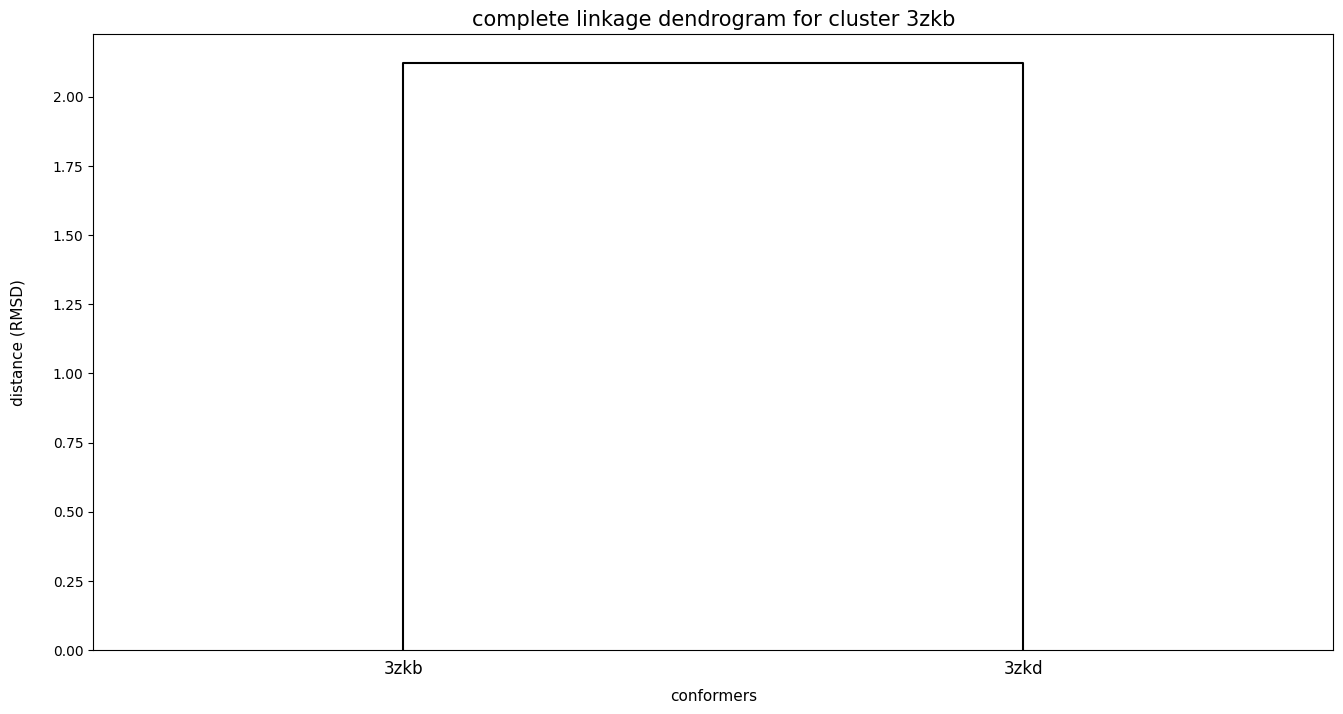 complete linkage dendrogram for cluster 3zkb
2.00
1.75
1.50
1.25
1.00
0.75
0.50
0.25
0.00
distance (RMSD)
3zkb 3zkd
conformers